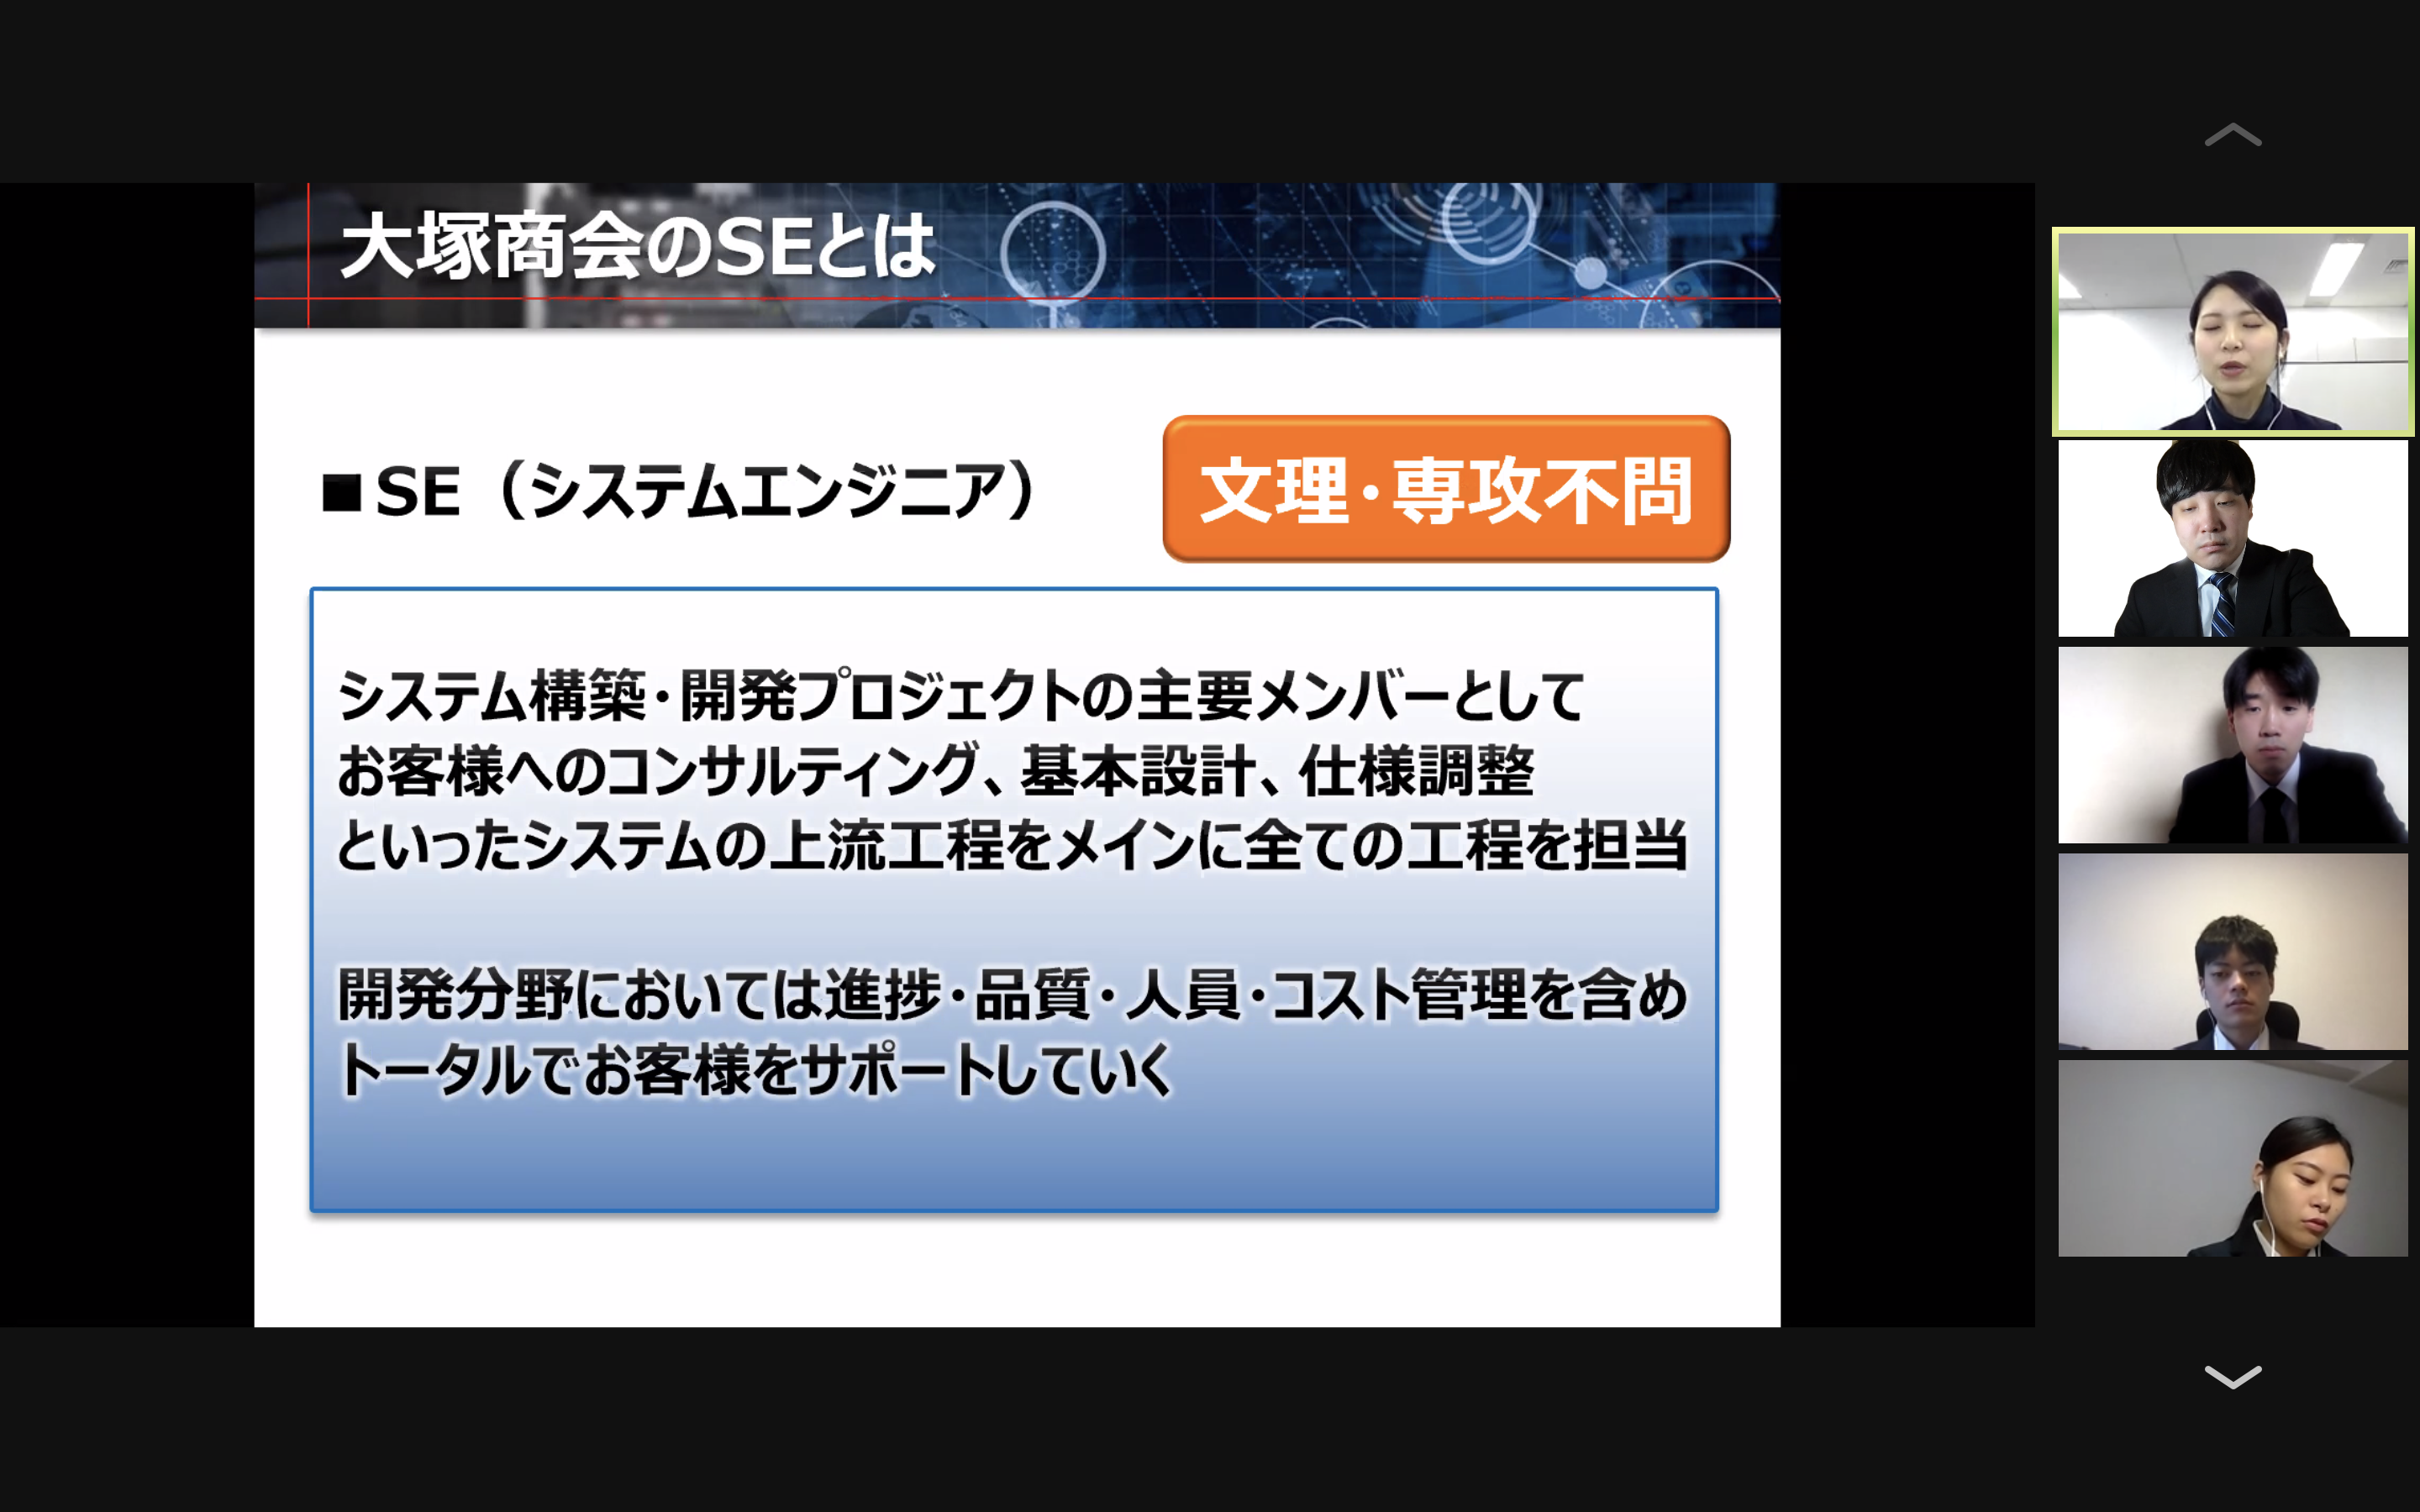 大塚商会のSEとは
■SE（システムエンジニア）
文理・専攻不問
システム構築・開発プロジェクトの主要メンバーとして
お客様へのコンサルティング、基本設計、仕様調整
といったシステムの上流工程をメインに全ての工程を担当
開発分野においては進捗・品質・人員・コスト管理を含め
トータルでお客様をサポートしていく